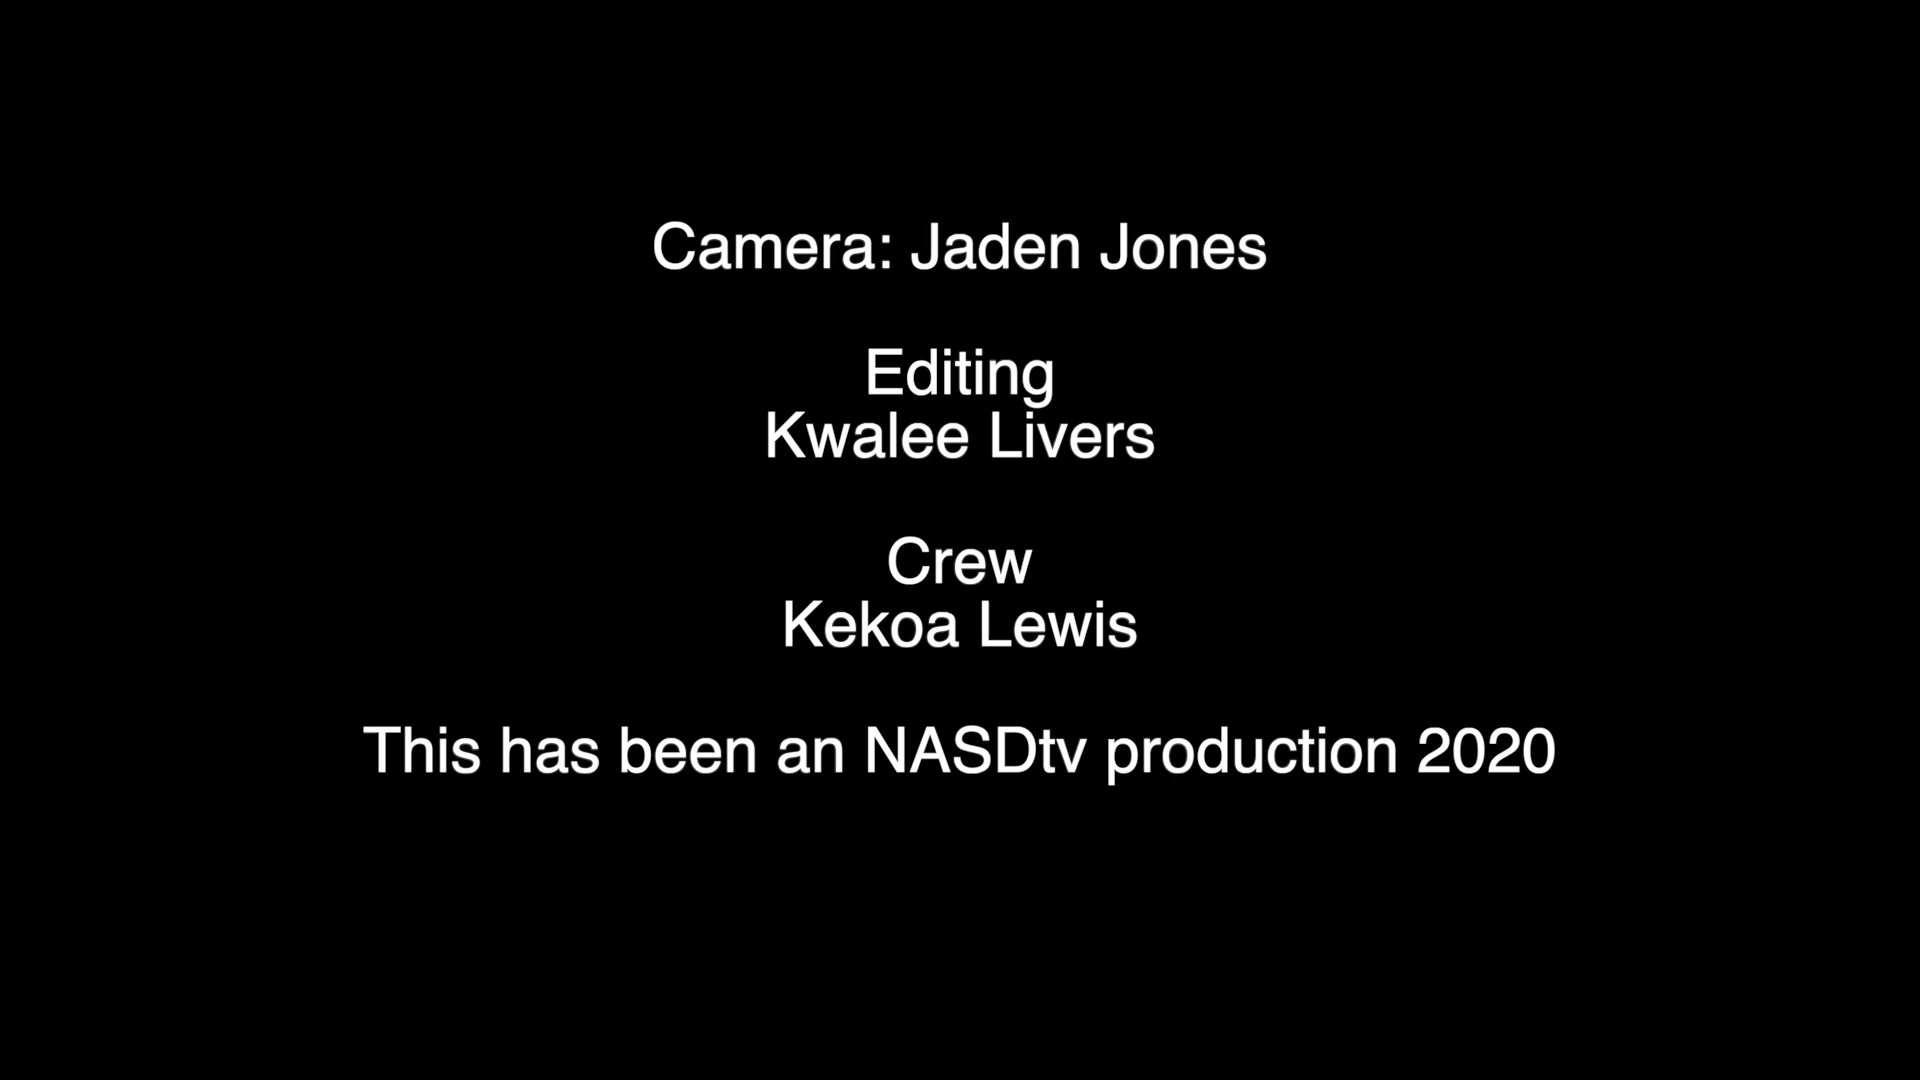 Camera: Jaden Jones
Editing
Kwalee Livers
Crew
Kekoa Lewis
This has been an NASDtv production 2020